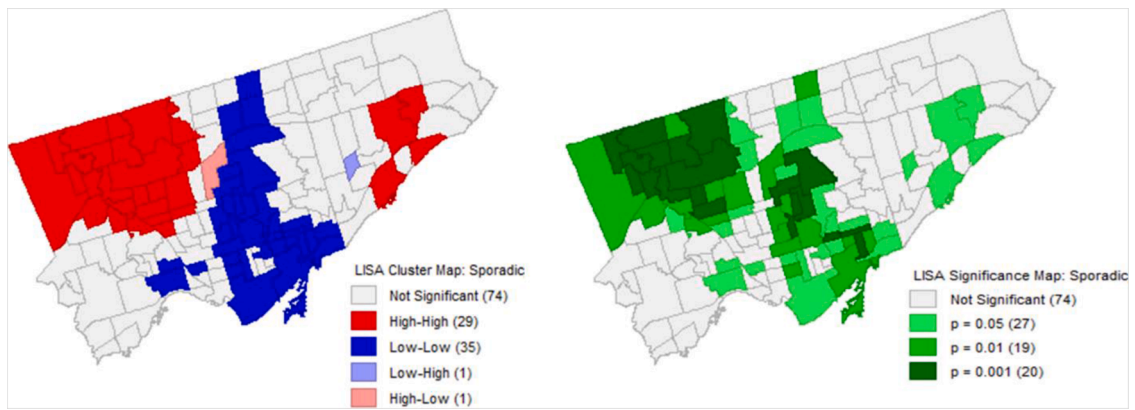 LISA Cluster Map: Sporadic
Not Significant (74)
High-High (29)
Low-Low (35)
Low-High (1)
High-Low (1)
LISA Significance Map: Sporadic
Not Significant (74)
p = 0.05 (27)
p = 0.01 (19)
p = 0.001 (20)